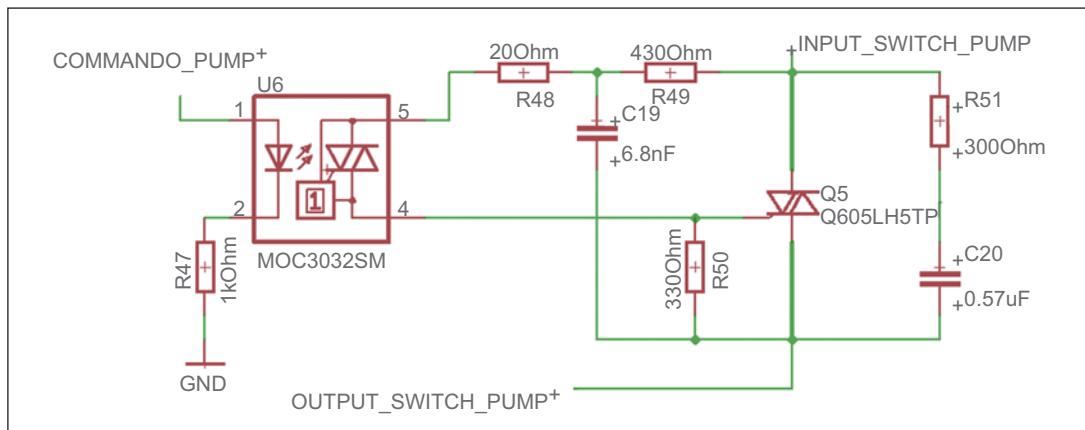 COMMANDO_PUMP
U6
1
5
2
4
1
MOC3032SM
R47
1kOhm
GND
20Ohm
R48
430Ohm
R49
C19
6.8nF
INPUT_SWITCH_PUMP
R51
300Ohm
Q5
Q605LH5TP
330Ohm
R50
C20
0.57uF
OUTPUT_SWITCH_PUMP